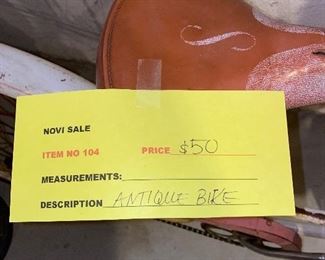 NOVI SALE
ITEM NO 104 PRICE $50
MEASUREMENTS:
DESCRIPTION ANTIQUE BIKE